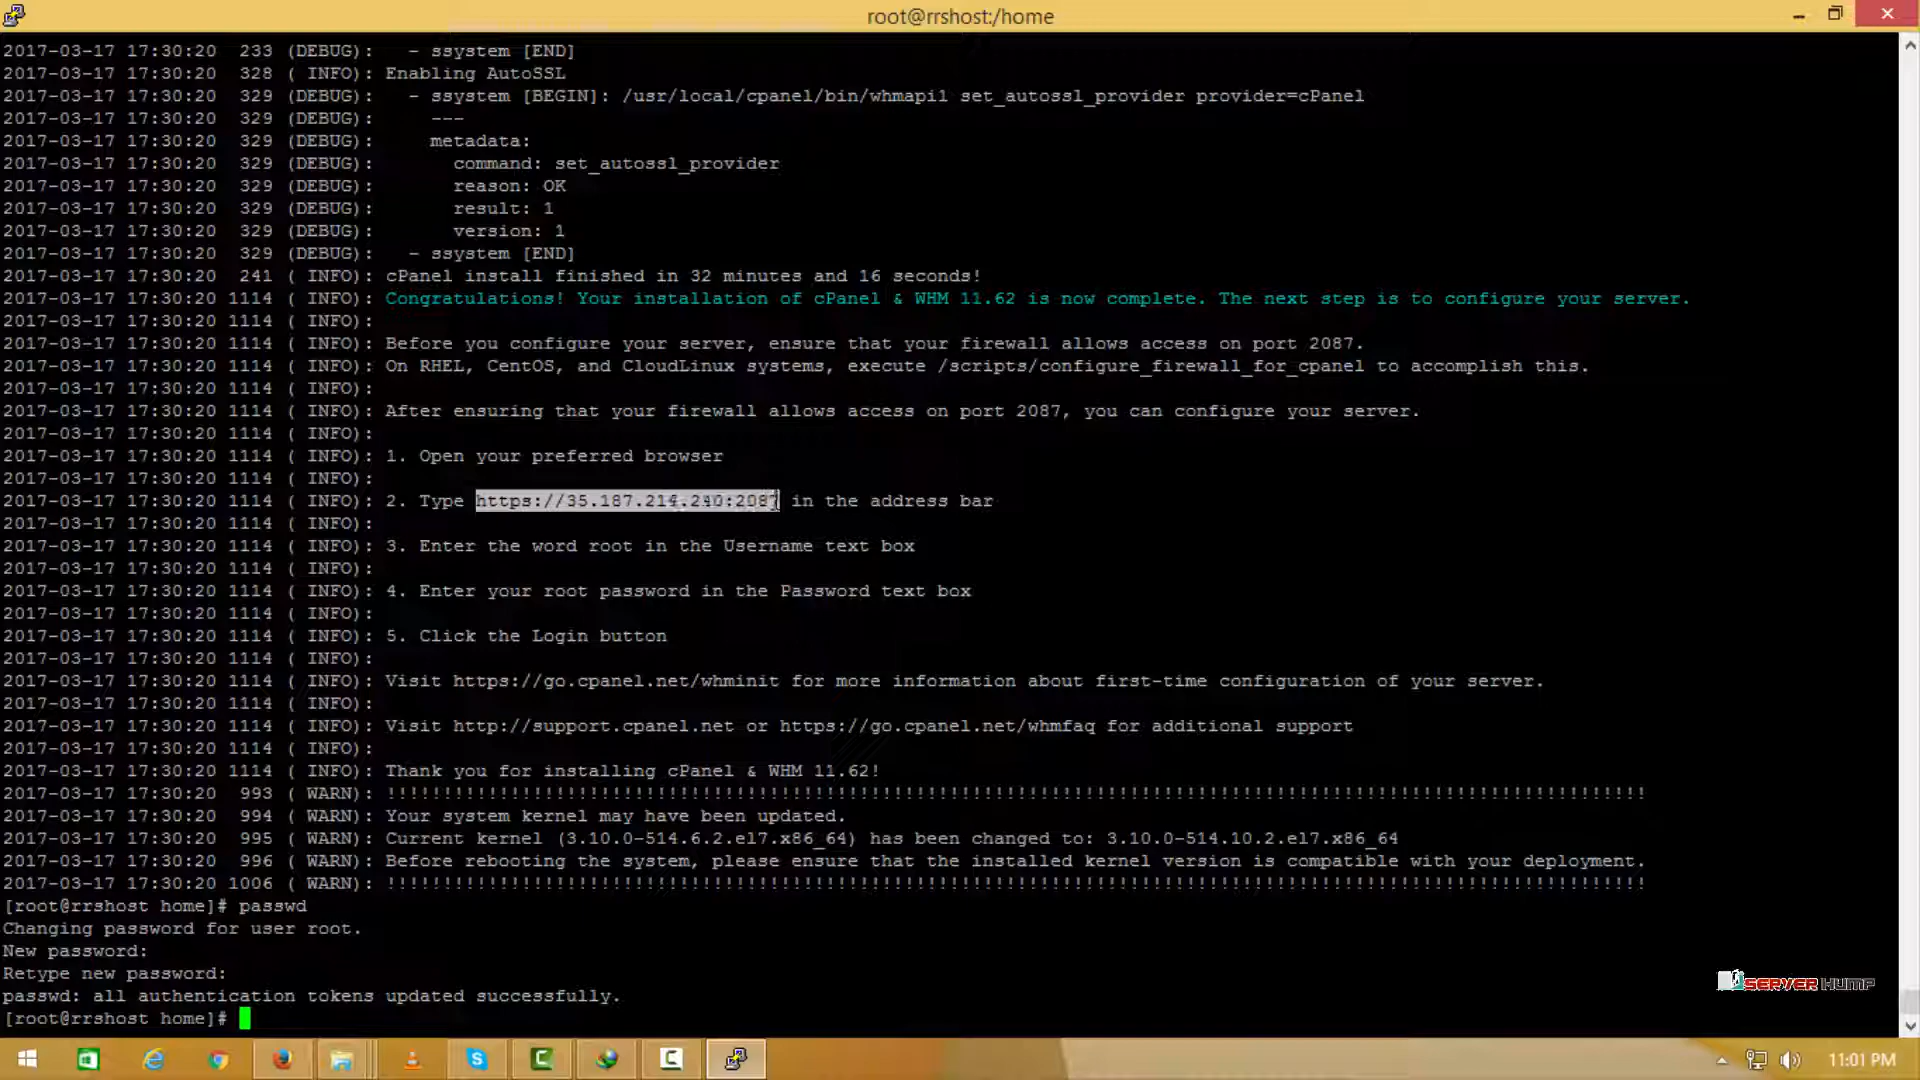 root@rrshost:/home
2017-03-17 17:30:20  233 (DEBUG):   - ssystem [END]
2017-03-17 17:30:20  328 ( INFO): Enabling AutoSSL
2017-03-17 17:30:20  329 (DEBUG):   - ssystem [BEGIN]: /usr/local/cpanel/bin/whmapi1 set_autossl_provider provider=cPanel
2017-03-17 17:30:20  329 (DEBUG):     ---
2017-03-17 17:30:20  329 (DEBUG):     metadata:
2017-03-17 17:30:20  329 (DEBUG):       command: set_autossl_provider
2017-03-17 17:30:20  329 (DEBUG):       reason: OK
2017-03-17 17:30:20  329 (DEBUG):       result: 1
2017-03-17 17:30:20  329 (DEBUG):       version: 1
2017-03-17 17:30:20  329 (DEBUG):   - ssystem [END]
2017-03-17 17:30:20  241 ( INFO): cPanel install finished in 32 minutes and 16 seconds!
2017-03-17 17:30:20 1114 ( INFO): Congratulations! Your installation of cPanel & WHM 11.62 is now complete. The next step is to configure your server.
2017-03-17 17:30:20 1114 ( INFO):
2017-03-17 17:30:20 1114 ( INFO): Before you configure your server, ensure that your firewall allows access on port 2087.
2017-03-17 17:30:20 1114 ( INFO): On RHEL, CentOS, and CloudLinux systems, execute /scripts/configure_firewall_for_cpanel to accomplish this.
2017-03-17 17:30:20 1114 ( INFO):
2017-03-17 17:30:20 1114 ( INFO): After ensuring that your firewall allows access on port 2087, you can configure your server.
2017-03-17 17:30:20 1114 ( INFO):
2017-03-17 17:30:20 1114 ( INFO): 1. Open your preferred browser
2017-03-17 17:30:20 1114 ( INFO):
2017-03-17 17:30:20 1114 ( INFO): 2. Type https://35.187.214.240:2087 in the address bar
2017-03-17 17:30:20 1114 ( INFO):
2017-03-17 17:30:20 1114 ( INFO): 3. Enter the word root in the Username text box
2017-03-17 17:30:20 1114 ( INFO):
2017-03-17 17:30:20 1114 ( INFO): 4. Enter your root password in the Password text box
2017-03-17 17:30:20 1114 ( INFO):
2017-03-17 17:30:20 1114 ( INFO): 5. Click the Login button
2017-03-17 17:30:20 1114 ( INFO):
2017-03-17 17:30:20 1114 ( INFO): Visit https://go.cpanel.net/whminit for more information about first-time configuration of your server.
2017-03-17 17:30:20 1114 ( INFO):
2017-03-17 17:30:20 1114 ( INFO): Visit http://support.cpanel.net or https://go.cpanel.net/whmfaq for additional support
2017-03-17 17:30:20 1114 ( INFO):
2017-03-17 17:30:20 1114 ( INFO): Thank you for installing cPanel & WHM 11.62!
2017-03-17 17:30:20  993 ( WARN): !!!!!!!!!!!!!!!!!!!!!!!!!!!!!!!!!!!!!!!!!!!!!!!!!!!!!!!!!!!!!!!!!!!!!!!!!!!!!!!!!!!!!!!!!!!!!!!!!!!!!!!!!!!!!!!!
2017-03-17 17:30:20  994 ( WARN): Your system kernel may have been updated.
2017-03-17 17:30:20  995 ( WARN): Current kernel (3.10.0-514.6.2.el7.x86_64) has been changed to: 3.10.0-514.10.2.el7.x86_64
2017-03-17 17:30:20  996 ( WARN): Before rebooting the system, please ensure that the installed kernel version is compatible with your deployment.
2017-03-17 17:30:20 1006 ( WARN): !!!!!!!!!!!!!!!!!!!!!!!!!!!!!!!!!!!!!!!!!!!!!!!!!!!!!!!!!!!!!!!!!!!!!!!!!!!!!!!!!!!!!!!!!!!!!!!!!!!!!!!!!!!!!!!!
[root@rrshost home]# passwd
Changing password for user root.
New password:
Retype new password:
passwd: all authentication tokens updated successfully.
[root@rrshost home]#
SERVER HUMP
11:01 PM